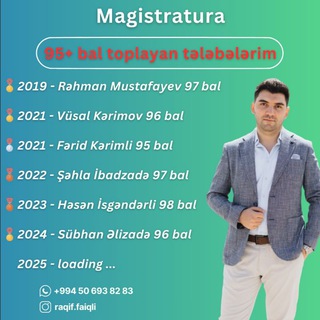 Magistratura
95+ bal toplayan tələbələrim
2019 - Rəhman Mustafayev 97 bal
2021 - Vüsal Kərimov 96 bal
2021 - Fərid Kərimli 95 bal
2022 - Şəhla İbadzadə 97 bal
2023 - Həsən İsgəndərli 98 bal
2024 - Sübhan Əlizadə 96 bal
2025 - loading ...
+994 50 693 82 83
raqif.faiqli